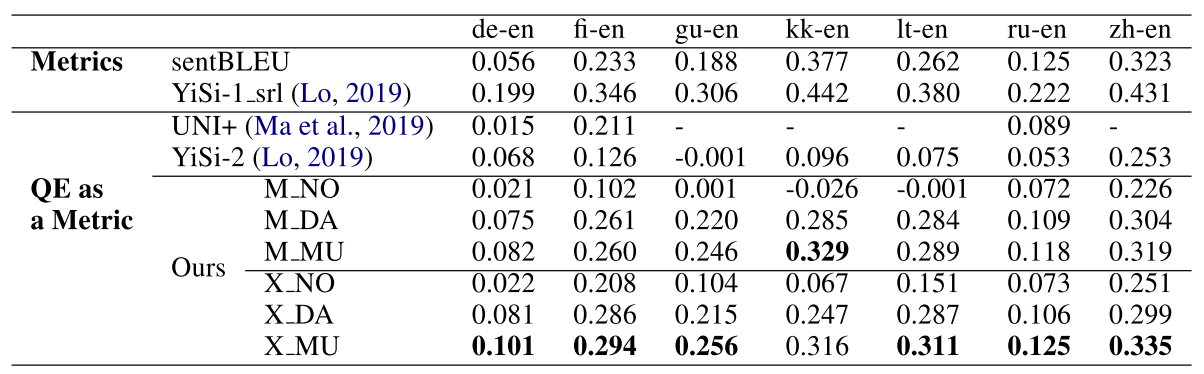 de-en fi-en gu-en kk-en lt-en ru-en zh-en
Metrics sentBLEU 0.056 0.233 0.188 0.377 0.262 0.125 0.323
YiSi-1_srl (Lo, 2019) 0.199 0.346 0.306 0.442 0.380 0.222 0.431
UNI+ (Ma et al., 2019) 0.015 0.211 - - - 0.089 -
YiSi-2 (Lo, 2019) 0.068 0.126 -0.001 0.096 0.075 0.053 0.253
QE as M_NO 0.021 0.102 0.001 -0.026 -0.001 0.072 0.226
a Metric M_DA 0.075 0.261 0.220 0.285 0.284 0.109 0.304
M_MU 0.082 0.260 0.246 0.329 0.289 0.118 0.319
Ours
X_NO 0.022 0.208 0.104 0.067 0.151 0.073 0.251
X_DA 0.081 0.286 0.215 0.247 0.287 0.106 0.299
X_MU 0.101 0.294 0.256 0.316 0.311 0.125 0.335